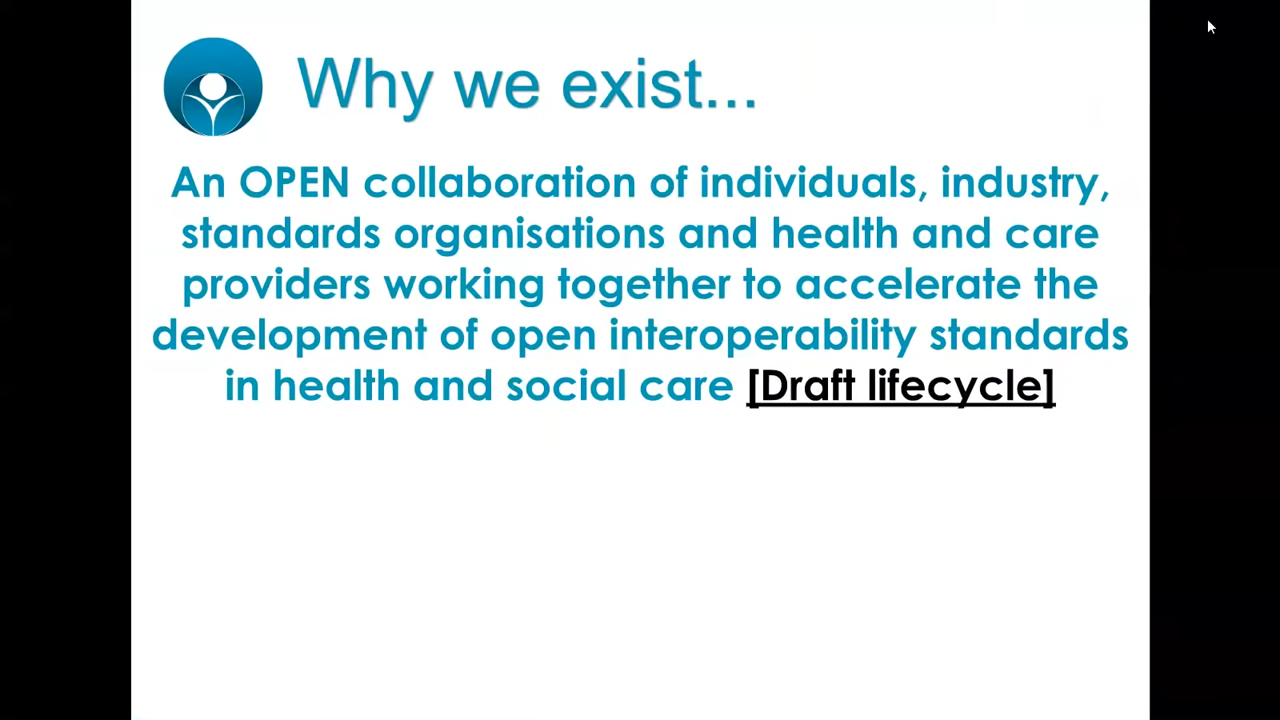 Why we exist...
An OPEN collaboration of individuals, industry,
standards organisations and health and care
providers working together to accelerate the
development of open interoperability standards
in health and social care [Draft lifecycle]